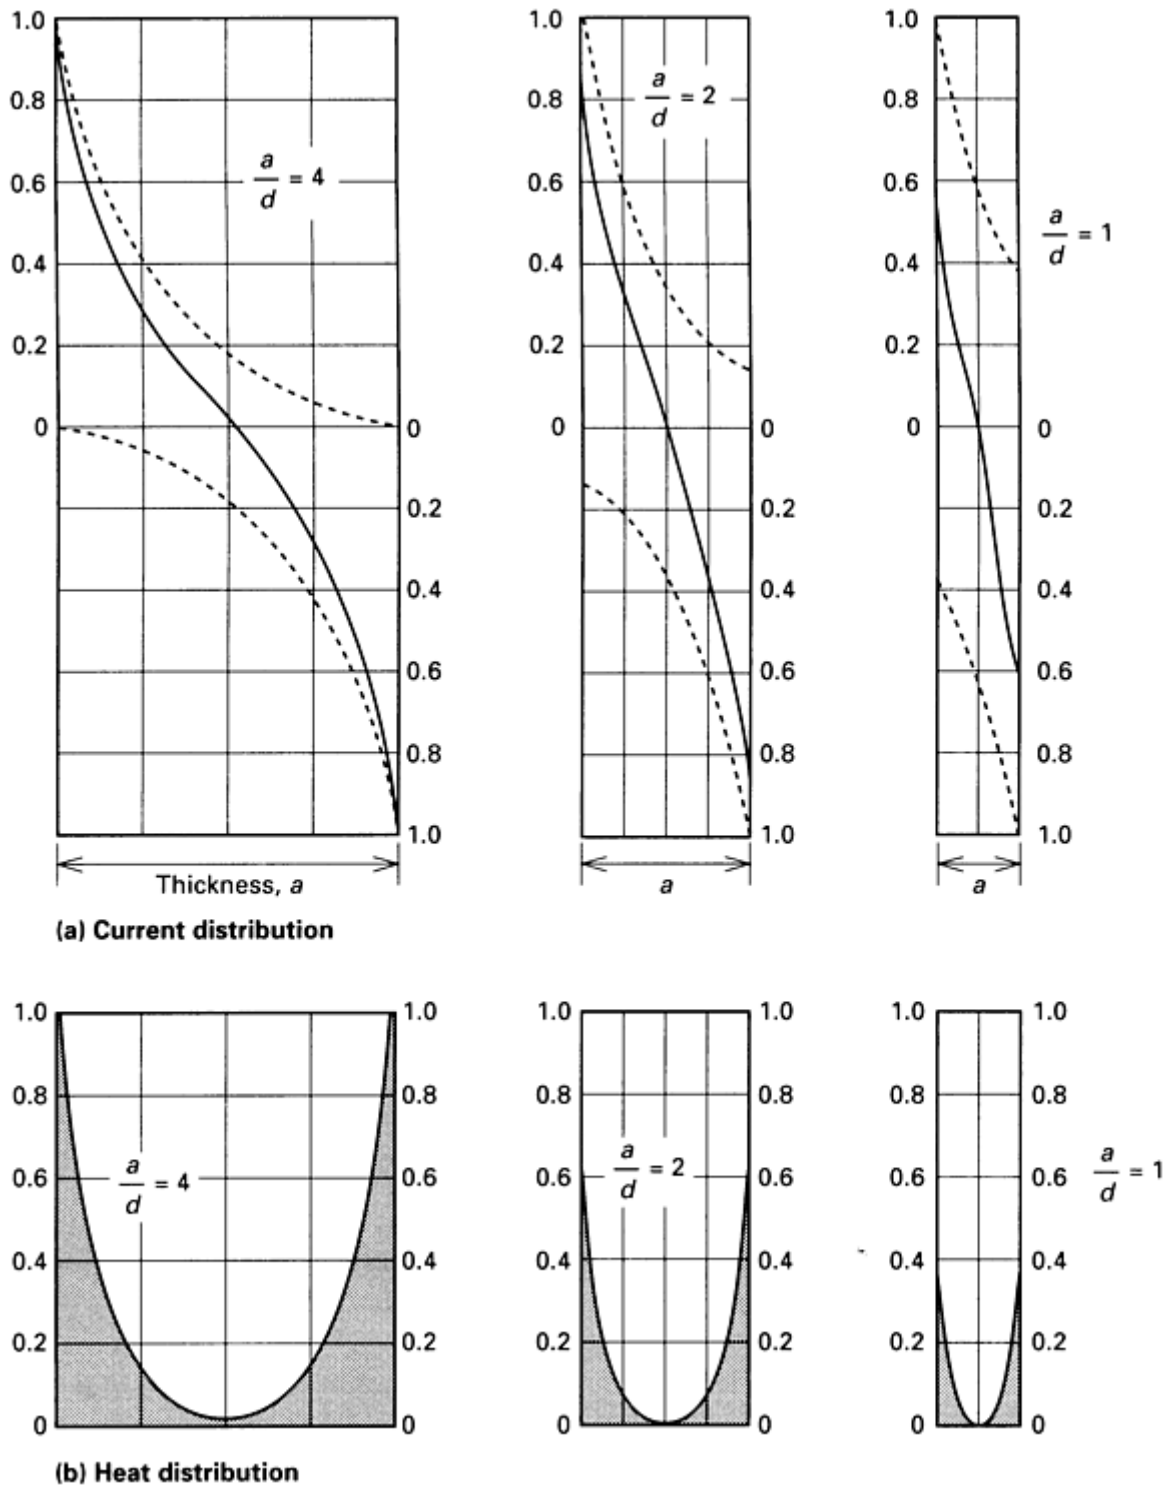 1.0 1.0 1.0
0.8 0.8 a/d = 2 0.8
0.6 a/d = 4 0.6 0.6
a/d = 1
0.4 0.4 0.4
0.2 0.2 0.2
0 0 0 0 0 0
0.2 0.2 0.2
0.4 0.4 0.4
0.6 0.6 0.6
0.8 0.8 0.8
1.0 1.0 1.0
Thickness, a a a
(a) Current distribution
1.0 1.0 1.0 1.0 1.0 1.0
0.8 0.8 0.8 0.8 0.8 0.8
0.6 a/d = 4 0.6 0.6 a/d = 2 0.6 0.6 0.6 a/d = 1
0.4 0.4 0.4 0.4 0.4 0.4
0.2 0.2 0.2 0.2 0.2 0.2
0 0 0 0 0 0
(b) Heat distribution